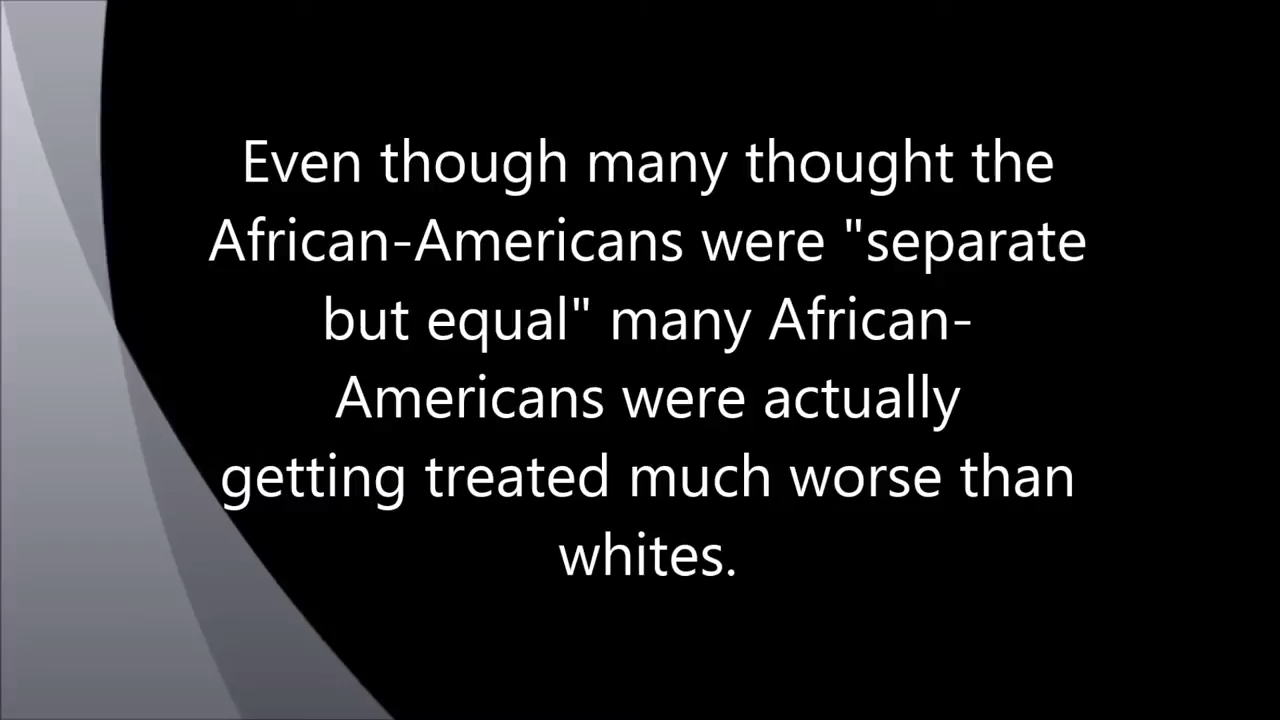 Even though many thought the
African-Americans were "separate
but equal" many African-
Americans were actually
getting treated much worse than
whites.